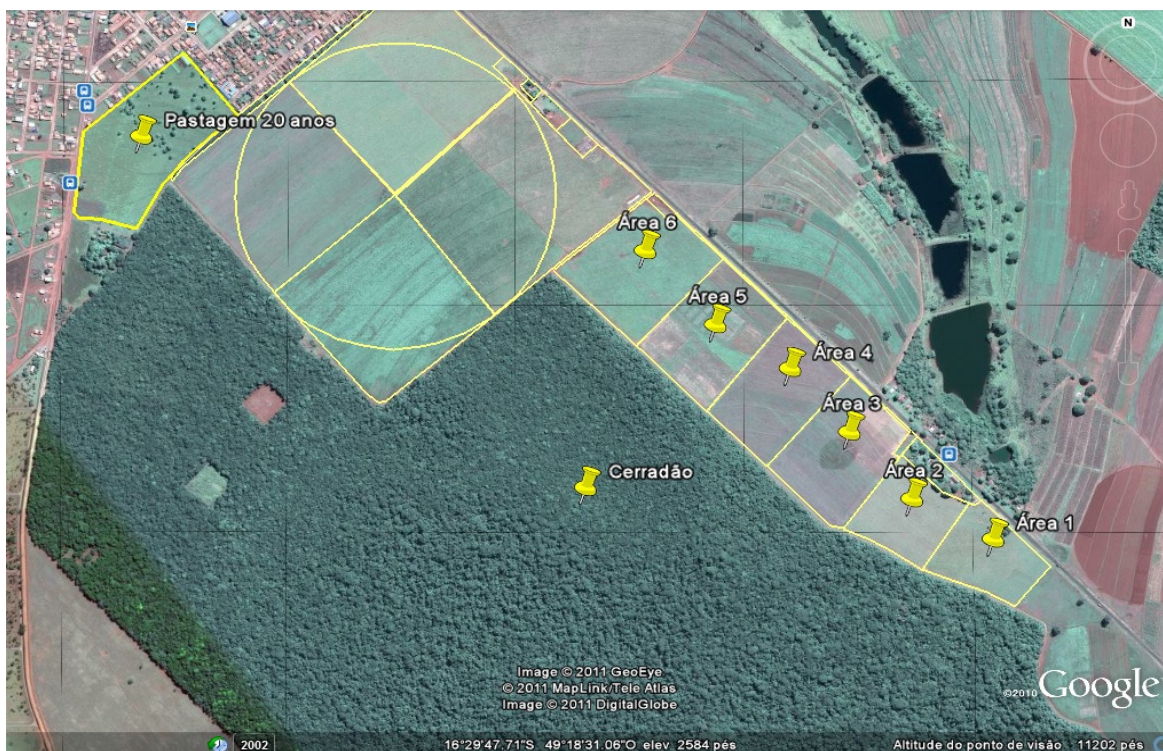 N
Pastagem 20 anos
Área 6
Área 5
Área 4
Área 3
Cerradão
Área 2
Área 1
Image © 2011 GeoEye
© 2011 MapLink/Tele Atlas
Image © 2011 DigitalGlobe
©2010 Google
2002
16°29'47.71"S 49°18'31.06"O elev 2584 pés
Altitude do ponto de visão 11202 pés